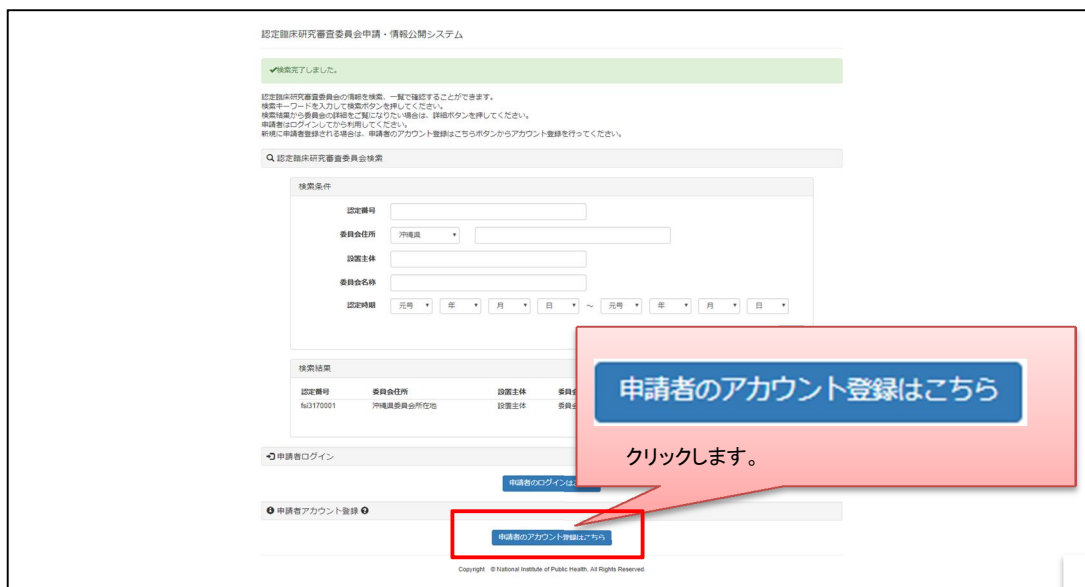 認定臨床研究審査委員会申請・情報公開システム
検索完了しました。
認定臨床研究審査委員会の情報を検索、一覧で確認することができます。
検索キーワードを入力して検索ボタンを押してください。
検索結果から委員会の詳細をご覧になりたい場合は、詳細ボタンを押してください。
申請者はログインしてから利用してください。
新規に申請者登録される場合は、申請者のアカウント登録はこちらボタンからアカウント登録を行ってください。
認定臨床研究審査委員会検索
検索条件
認定番号
委員会住所 沖縄県
設置主体
委員会名称
認定時期 元号 年 月 日 ~ 元号 年 月 日
検索結果
認定番号 委員会住所 設置主体 委員会
fsi3170001 沖縄県委員会所在地 設置主体 委員会
申請者のアカウント登録はこちら
クリックします。
申請者ログイン
申請者のログインは
申請者アカウント登録
申請者のアカウント登録はこちら
Copyright © National Institute of Public Health. All Rights Reserved.